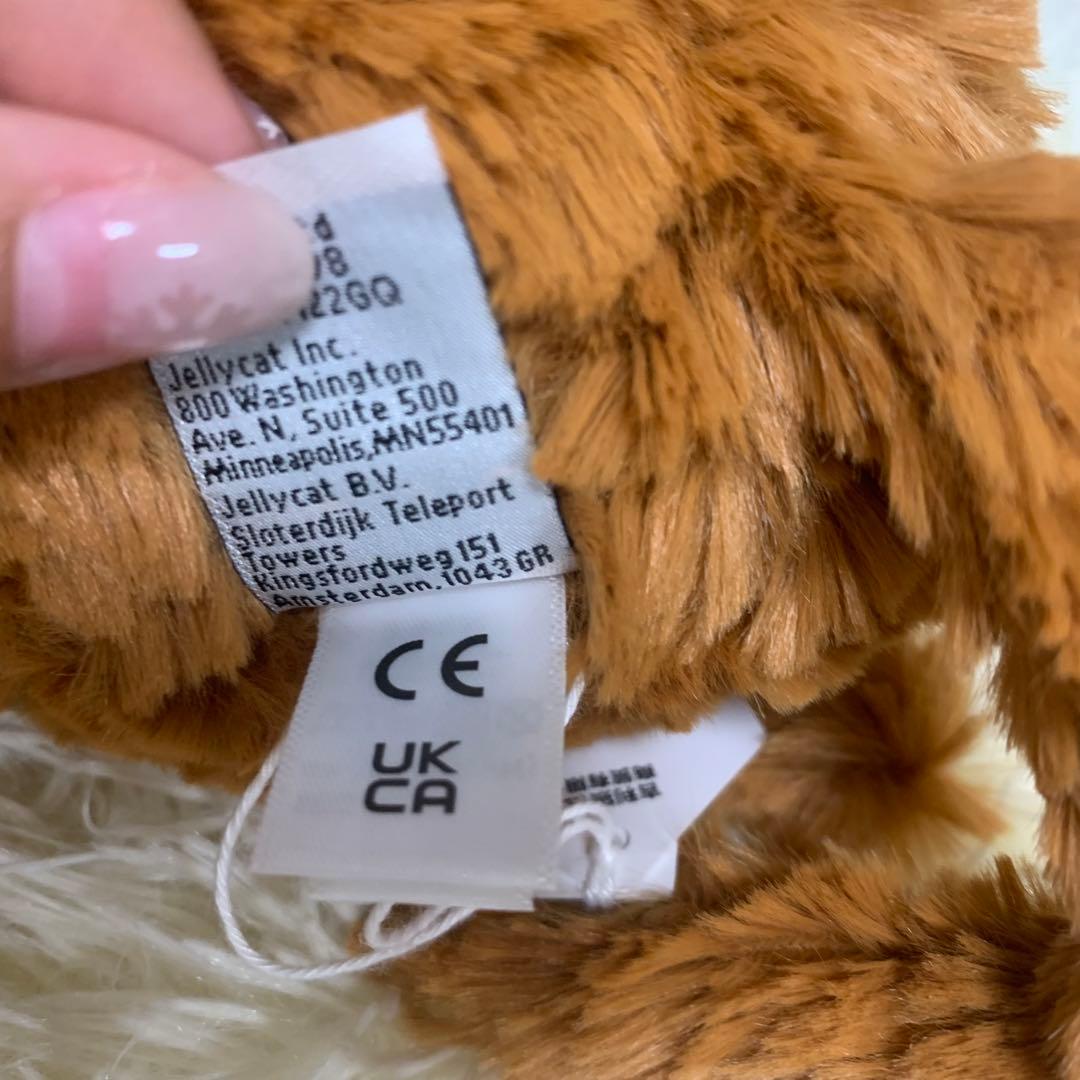 Jellycat Inc.
800 Washington
Ave. N, Suite 500
Minneapolis,MN55401
Jellycat B.V.
Sloterdijk Teleport
Towers
Kingsfordweg 151
Amsterdam, 1043 GR
CE
UK
CA